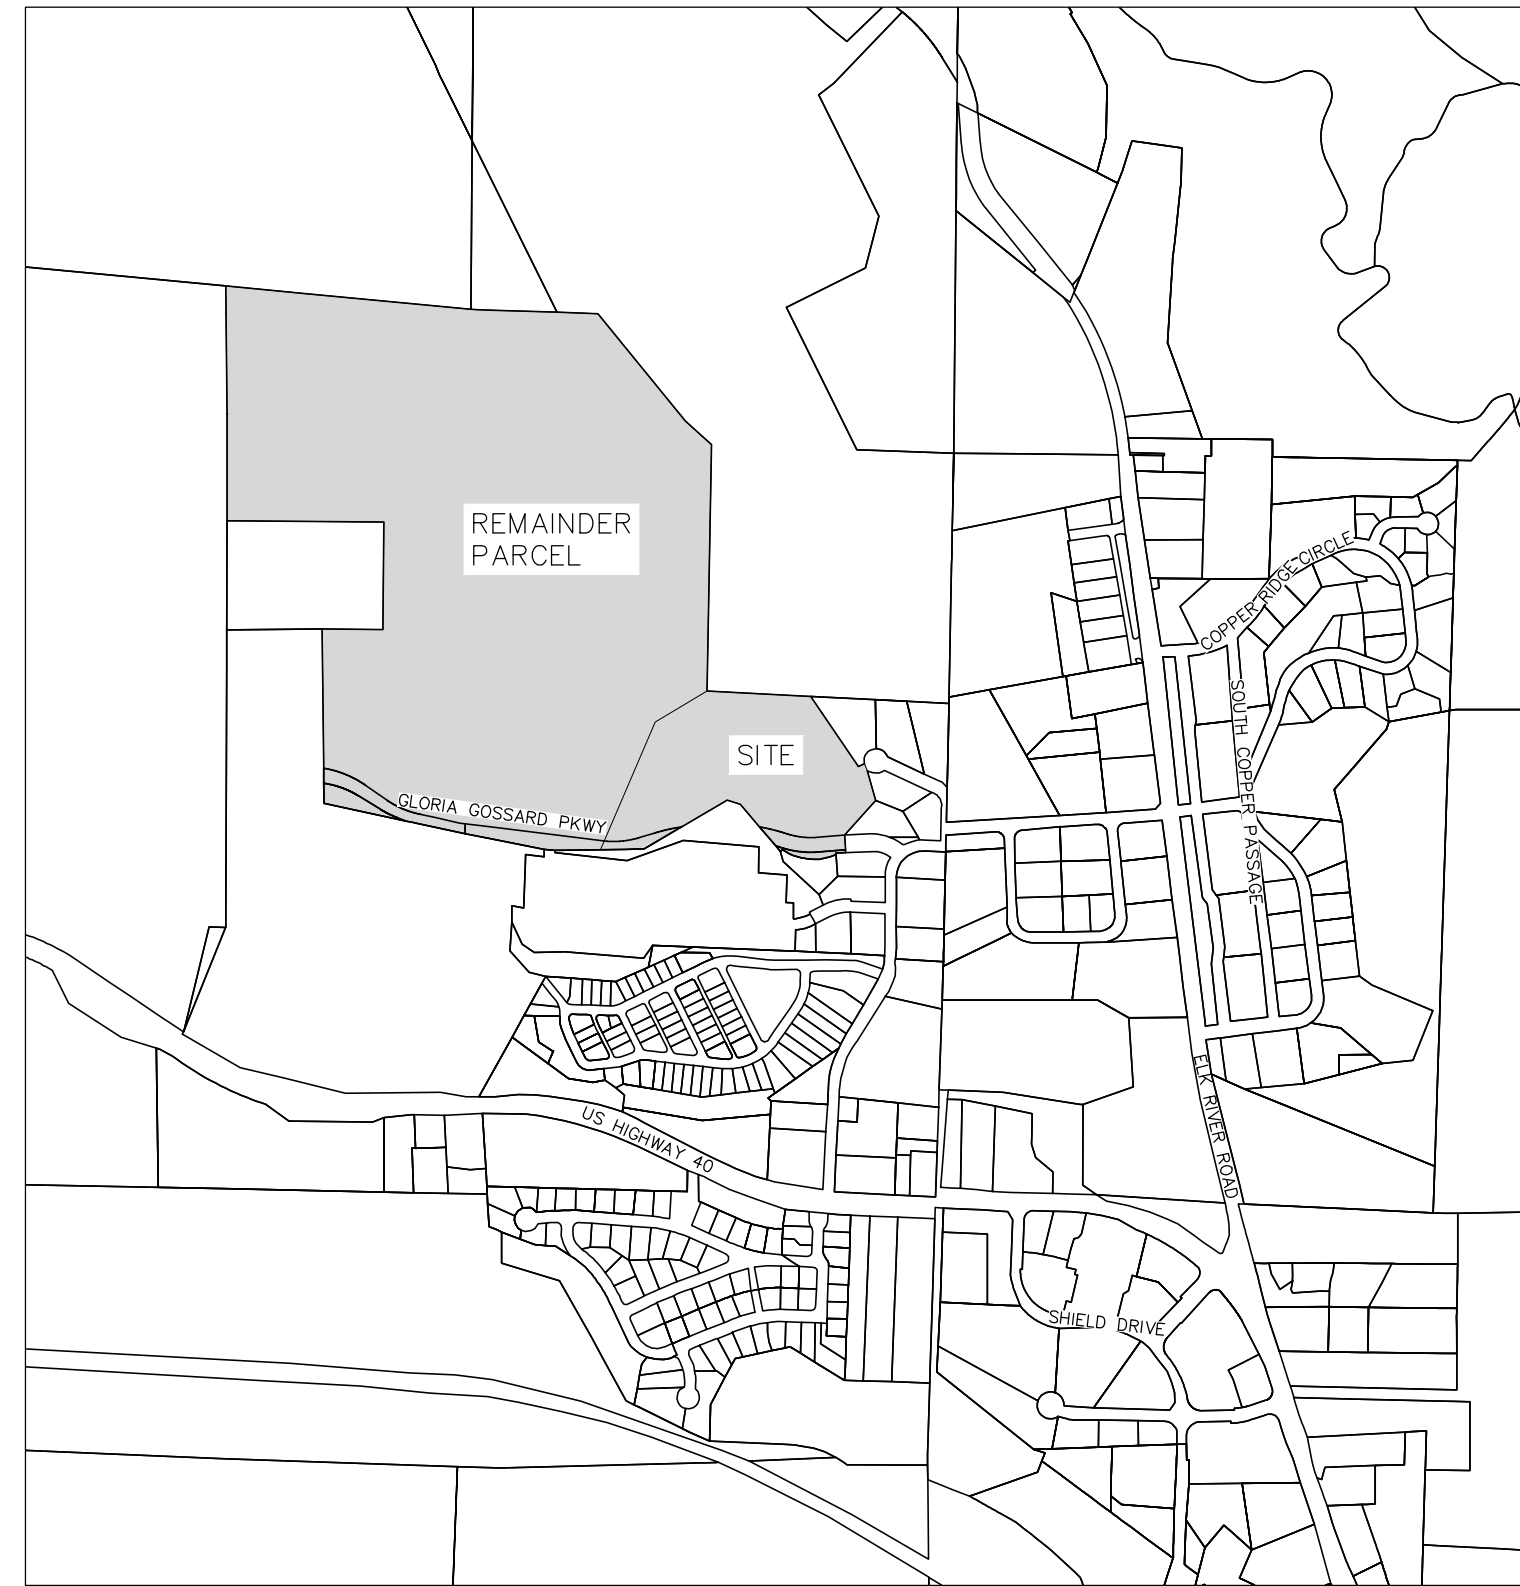 REMAINDER
PARCEL
COPPER RIDGE CIRCLE
SITE
SOUTH COPPER PASSAGE
GLORIA GOSSARD PKWY
ELK RIVER ROAD
US HIGHWAY 40
SHIELD DRIVE